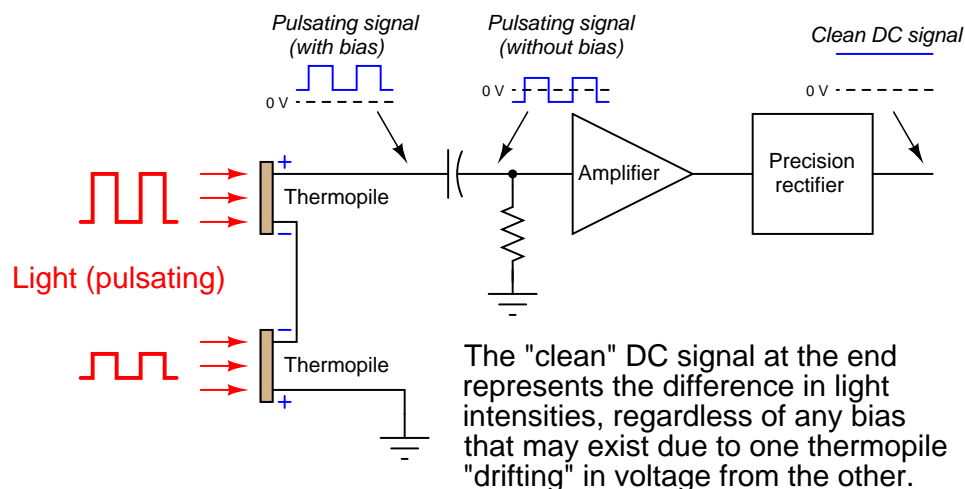 Pulsating signal
(with bias)
Pulsating signal
(without bias)
Clean DC signal
0 V
0 V
0 V
+
Thermopile
−
Amplifier
Precision
rectifier
Light (pulsating)
−
Thermopile
+
The "clean" DC signal at the end
represents the difference in light
intensities, regardless of any bias
that may exist due to one thermopile
"drifting" in voltage from the other.